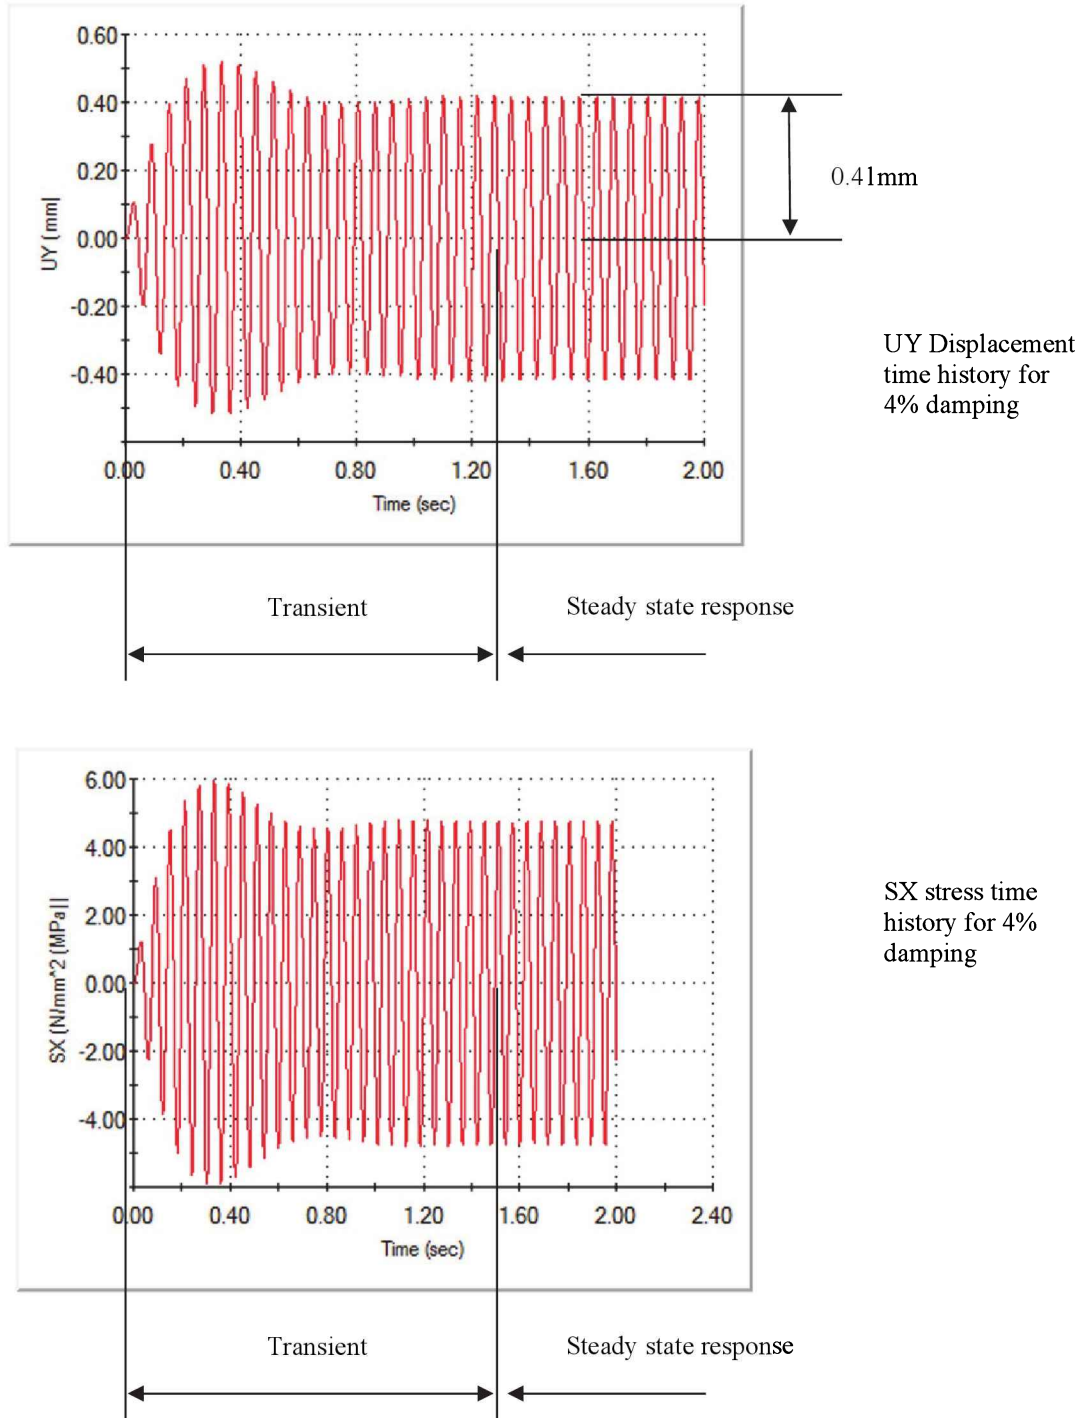 0.60
0.40
0.20
0.00
-0.20
-0.40
UY (mm|
0.00 0.40 0.80 1.20 1.60 2.00
Time (sec)
0.41mm
UY Displacement
time history for
4% damping
Transient
Steady state response
6.00
4.00
2.00
0.00
-2.00
-4.00
SX (N/mm^2 (MPa||
0.00 0.40 0.80 1.20 1.60 2.00 2.40
Time (sec)
SX stress time
history for 4%
damping
Transient
Steady state response